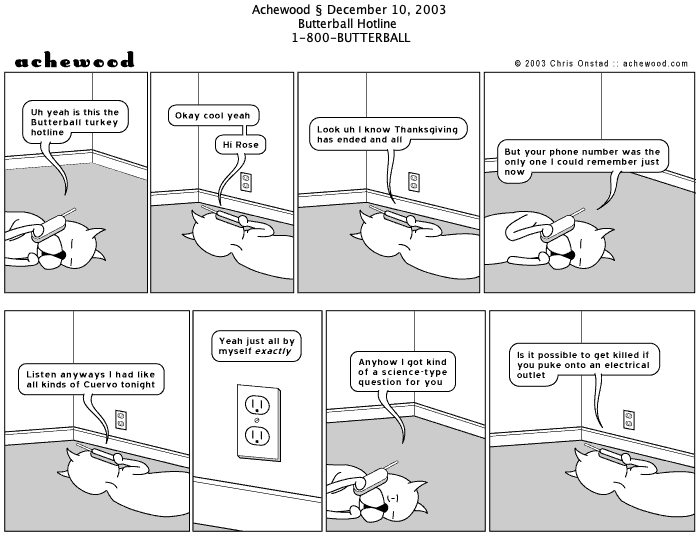 Achewood § December 10, 2003
Butterball Hotline
1-800-BUTTERBALL
achewood
© 2003 Chris Onstad :: achewood.com
Uh yeah is this the
Butterball turkey
hotline
Okay cool yeah
Hi Rose
Look uh I know Thanksgiving
has ended and all
But your phone number was the
only one I could remember just
now
Listen anyways I had like
all kinds of Cuervo tonight
Yeah just all by
myself exactly
Anyhow I got kind
of a science-type
question for you
Is it possible to get killed if
you puke onto an electrical
outlet